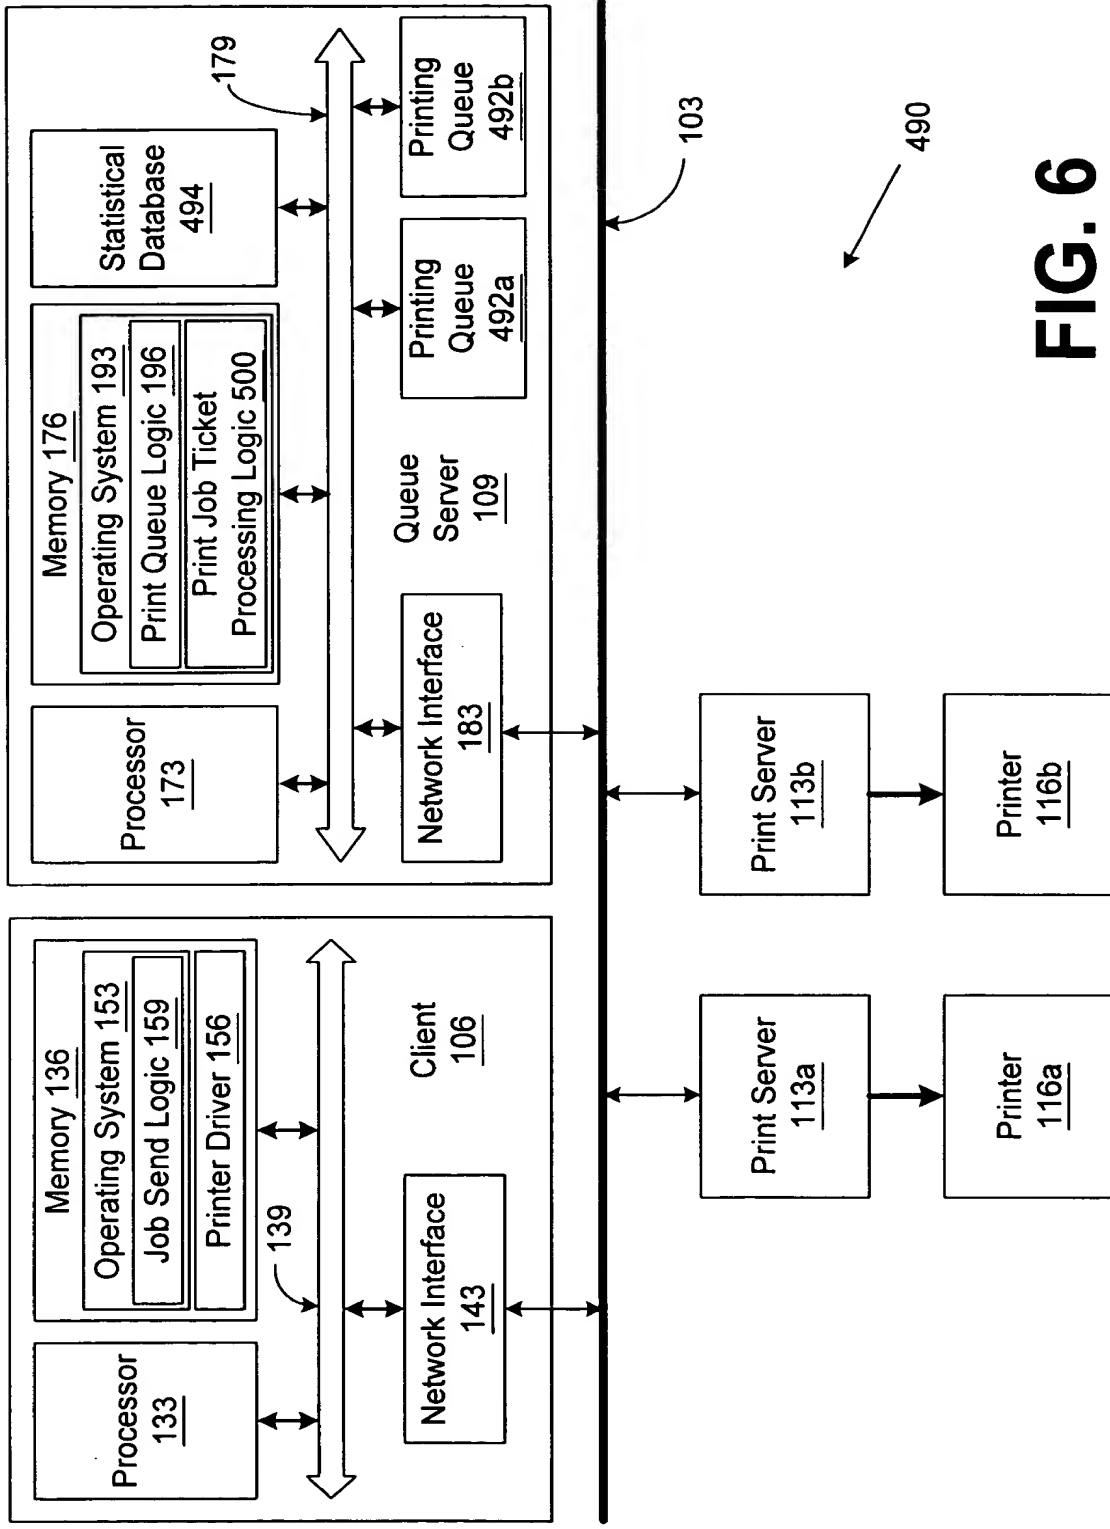 Processor
133
Memory 136
Operating System 153
Job Send Logic 159
Printer Driver 156
139
Network Interface
143
Client
106
Processor
173
Memory 176
Operating System 193
Print Queue Logic 196
Print Job Ticket
Processing Logic 500
Statistical
Database
494
179
Network Interface
183
Queue
Server
109
Printing
Queue
492a
Printing
Queue
492b
103
Print Server
113a
Print Server
113b
Printer
116a
Printer
116b
490
FIG. 6